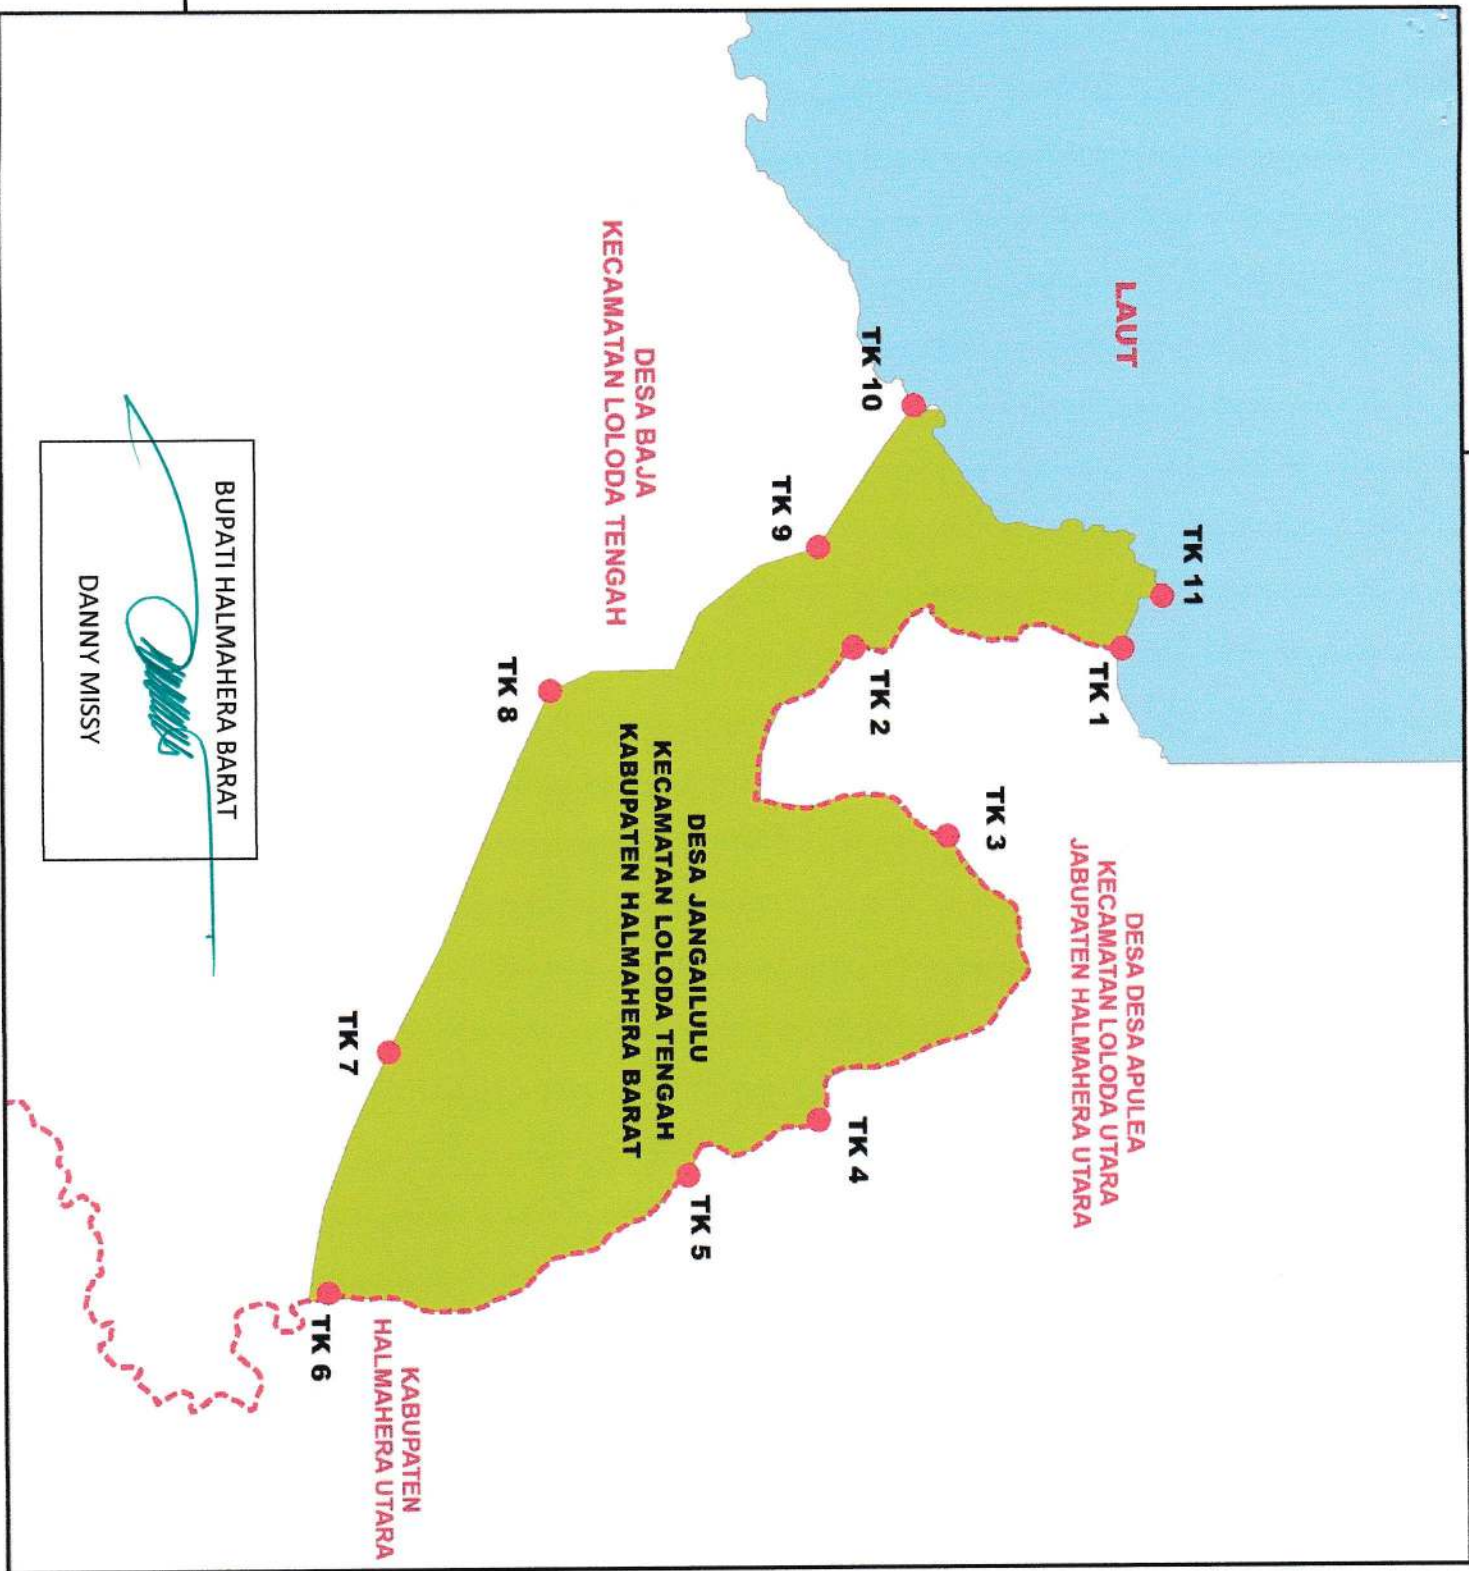 LAUT
TK 11
TK 1
TK 10
TK 9
TK 2
TK 3
DESA DESA APULEA
KECAMATAN LOLODA UTARA
JABUPATEN HALMAHERA UTARA
DESA BAJA
KECAMATAN LOLODA TENGAH
TK 8
DESA JANGAILULU
KECAMATAN LOLODA TENGAH
KABUPATEN HALMAHERA BARAT
TK 4
TK 5
TK 7
TK 6
KABUPATEN
HALMAHERA UTARA
BUPATI HALMAHERA BARAT
DANNY MISSY